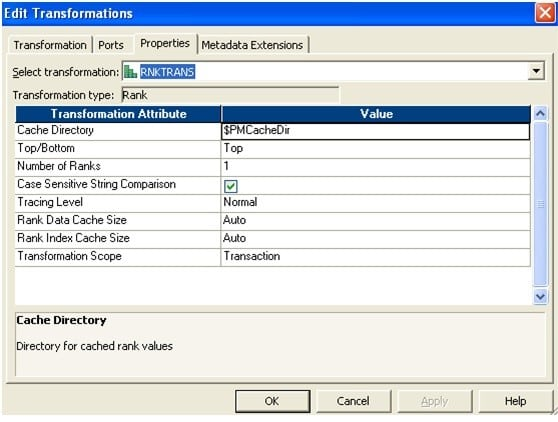 Edit Transformations
Transformation Ports Properties Metadata Extensions
Select transformation: RNKTRANS
Transformation type: Rank
Transformation Attribute Value
Cache Directory $PMCacheDir
Top/Bottom Top
Number of Ranks 1
Case Sensitive String Comparison
Tracing Level Normal
Rank Data Cache Size Auto
Rank Index Cache Size Auto
Transformation Scope Transaction
Cache Directory
Directory for cached rank values
OK Cancel Apply Help